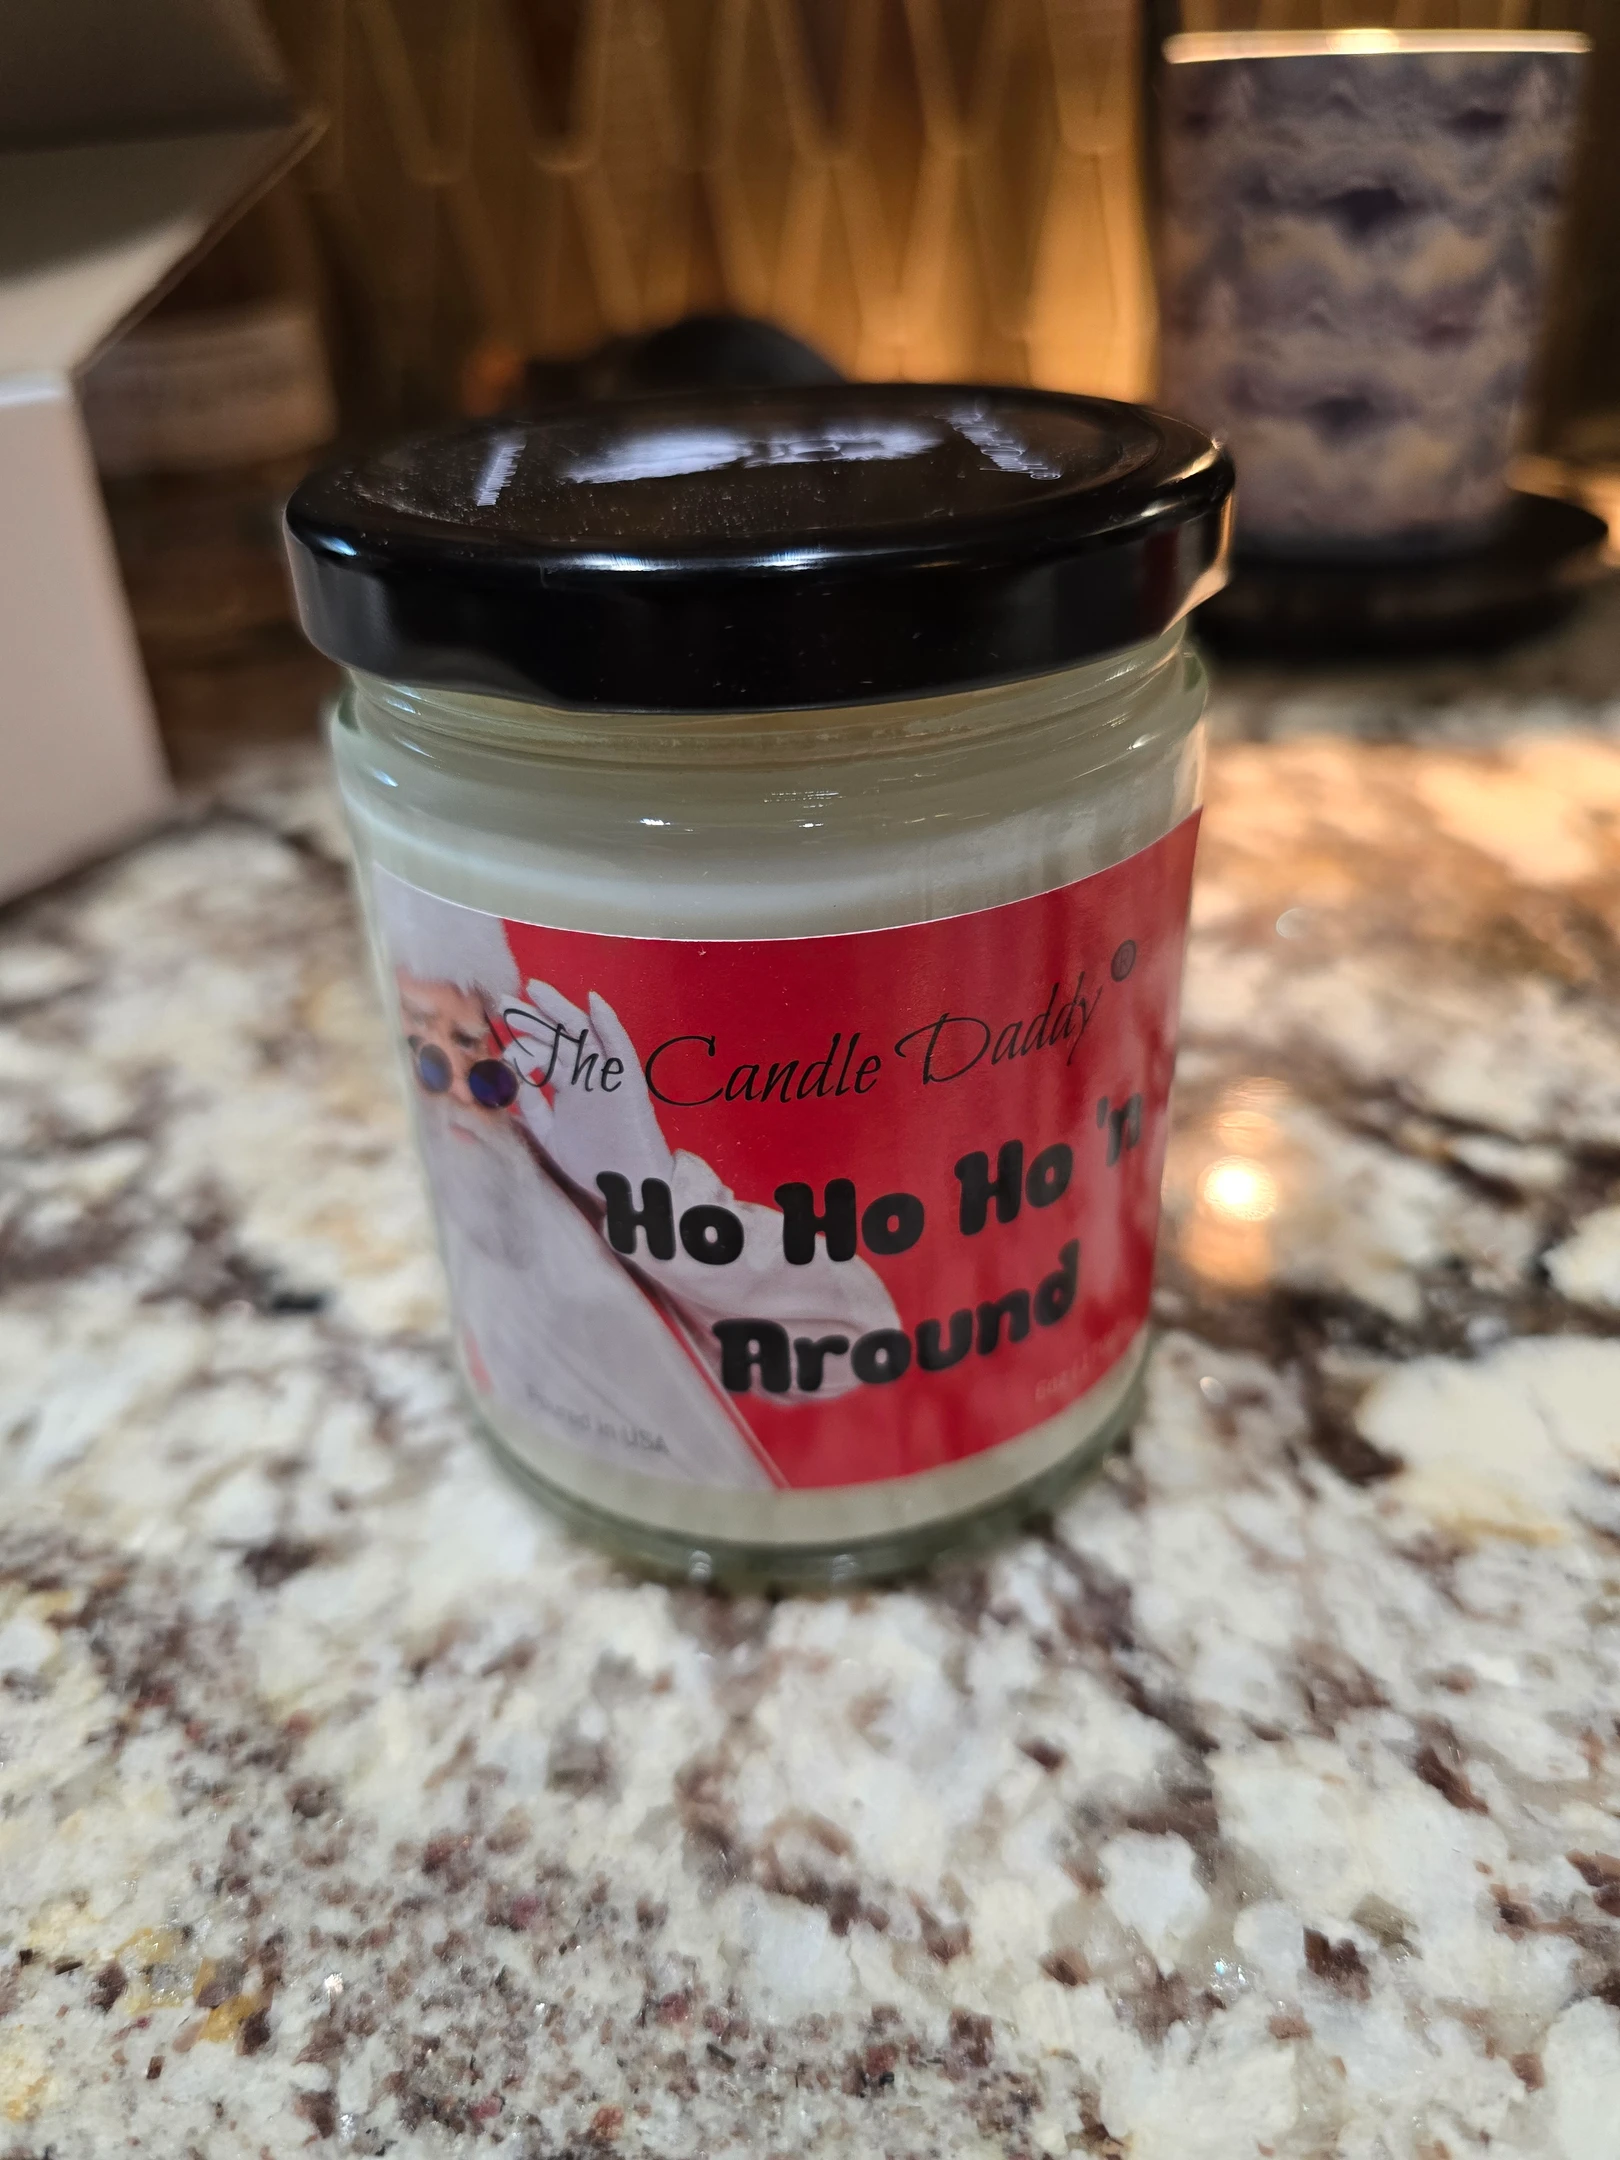 The Candle Daddy®
Ho Ho Ho 'n
Around
Poured in USA